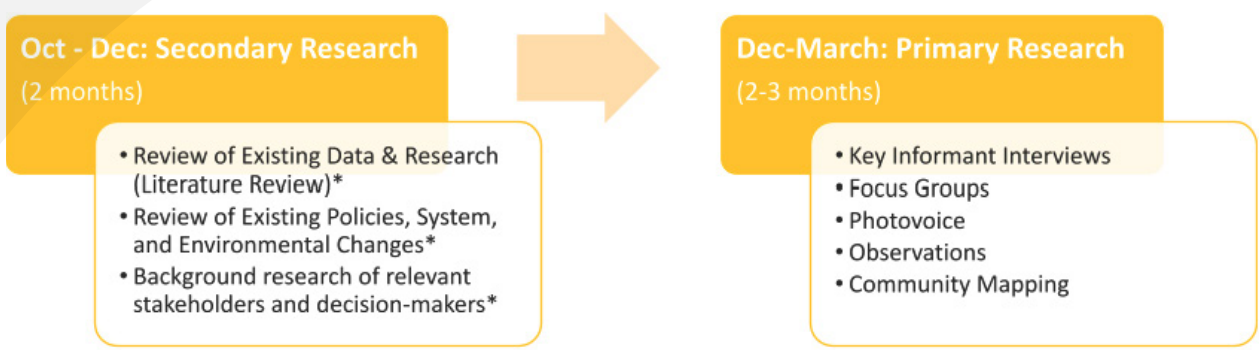 Oct - Dec: Secondary Research
(2 months)
• Review of Existing Data & Research
(Literature Review)*
• Review of Existing Policies, System,
and Environmental Changes*
• Background research of relevant
stakeholders and decision-makers*
Dec-March: Primary Research
(2-3 months)
• Key Informant Interviews
• Focus Groups
• Photovoice
• Observations
• Community Mapping